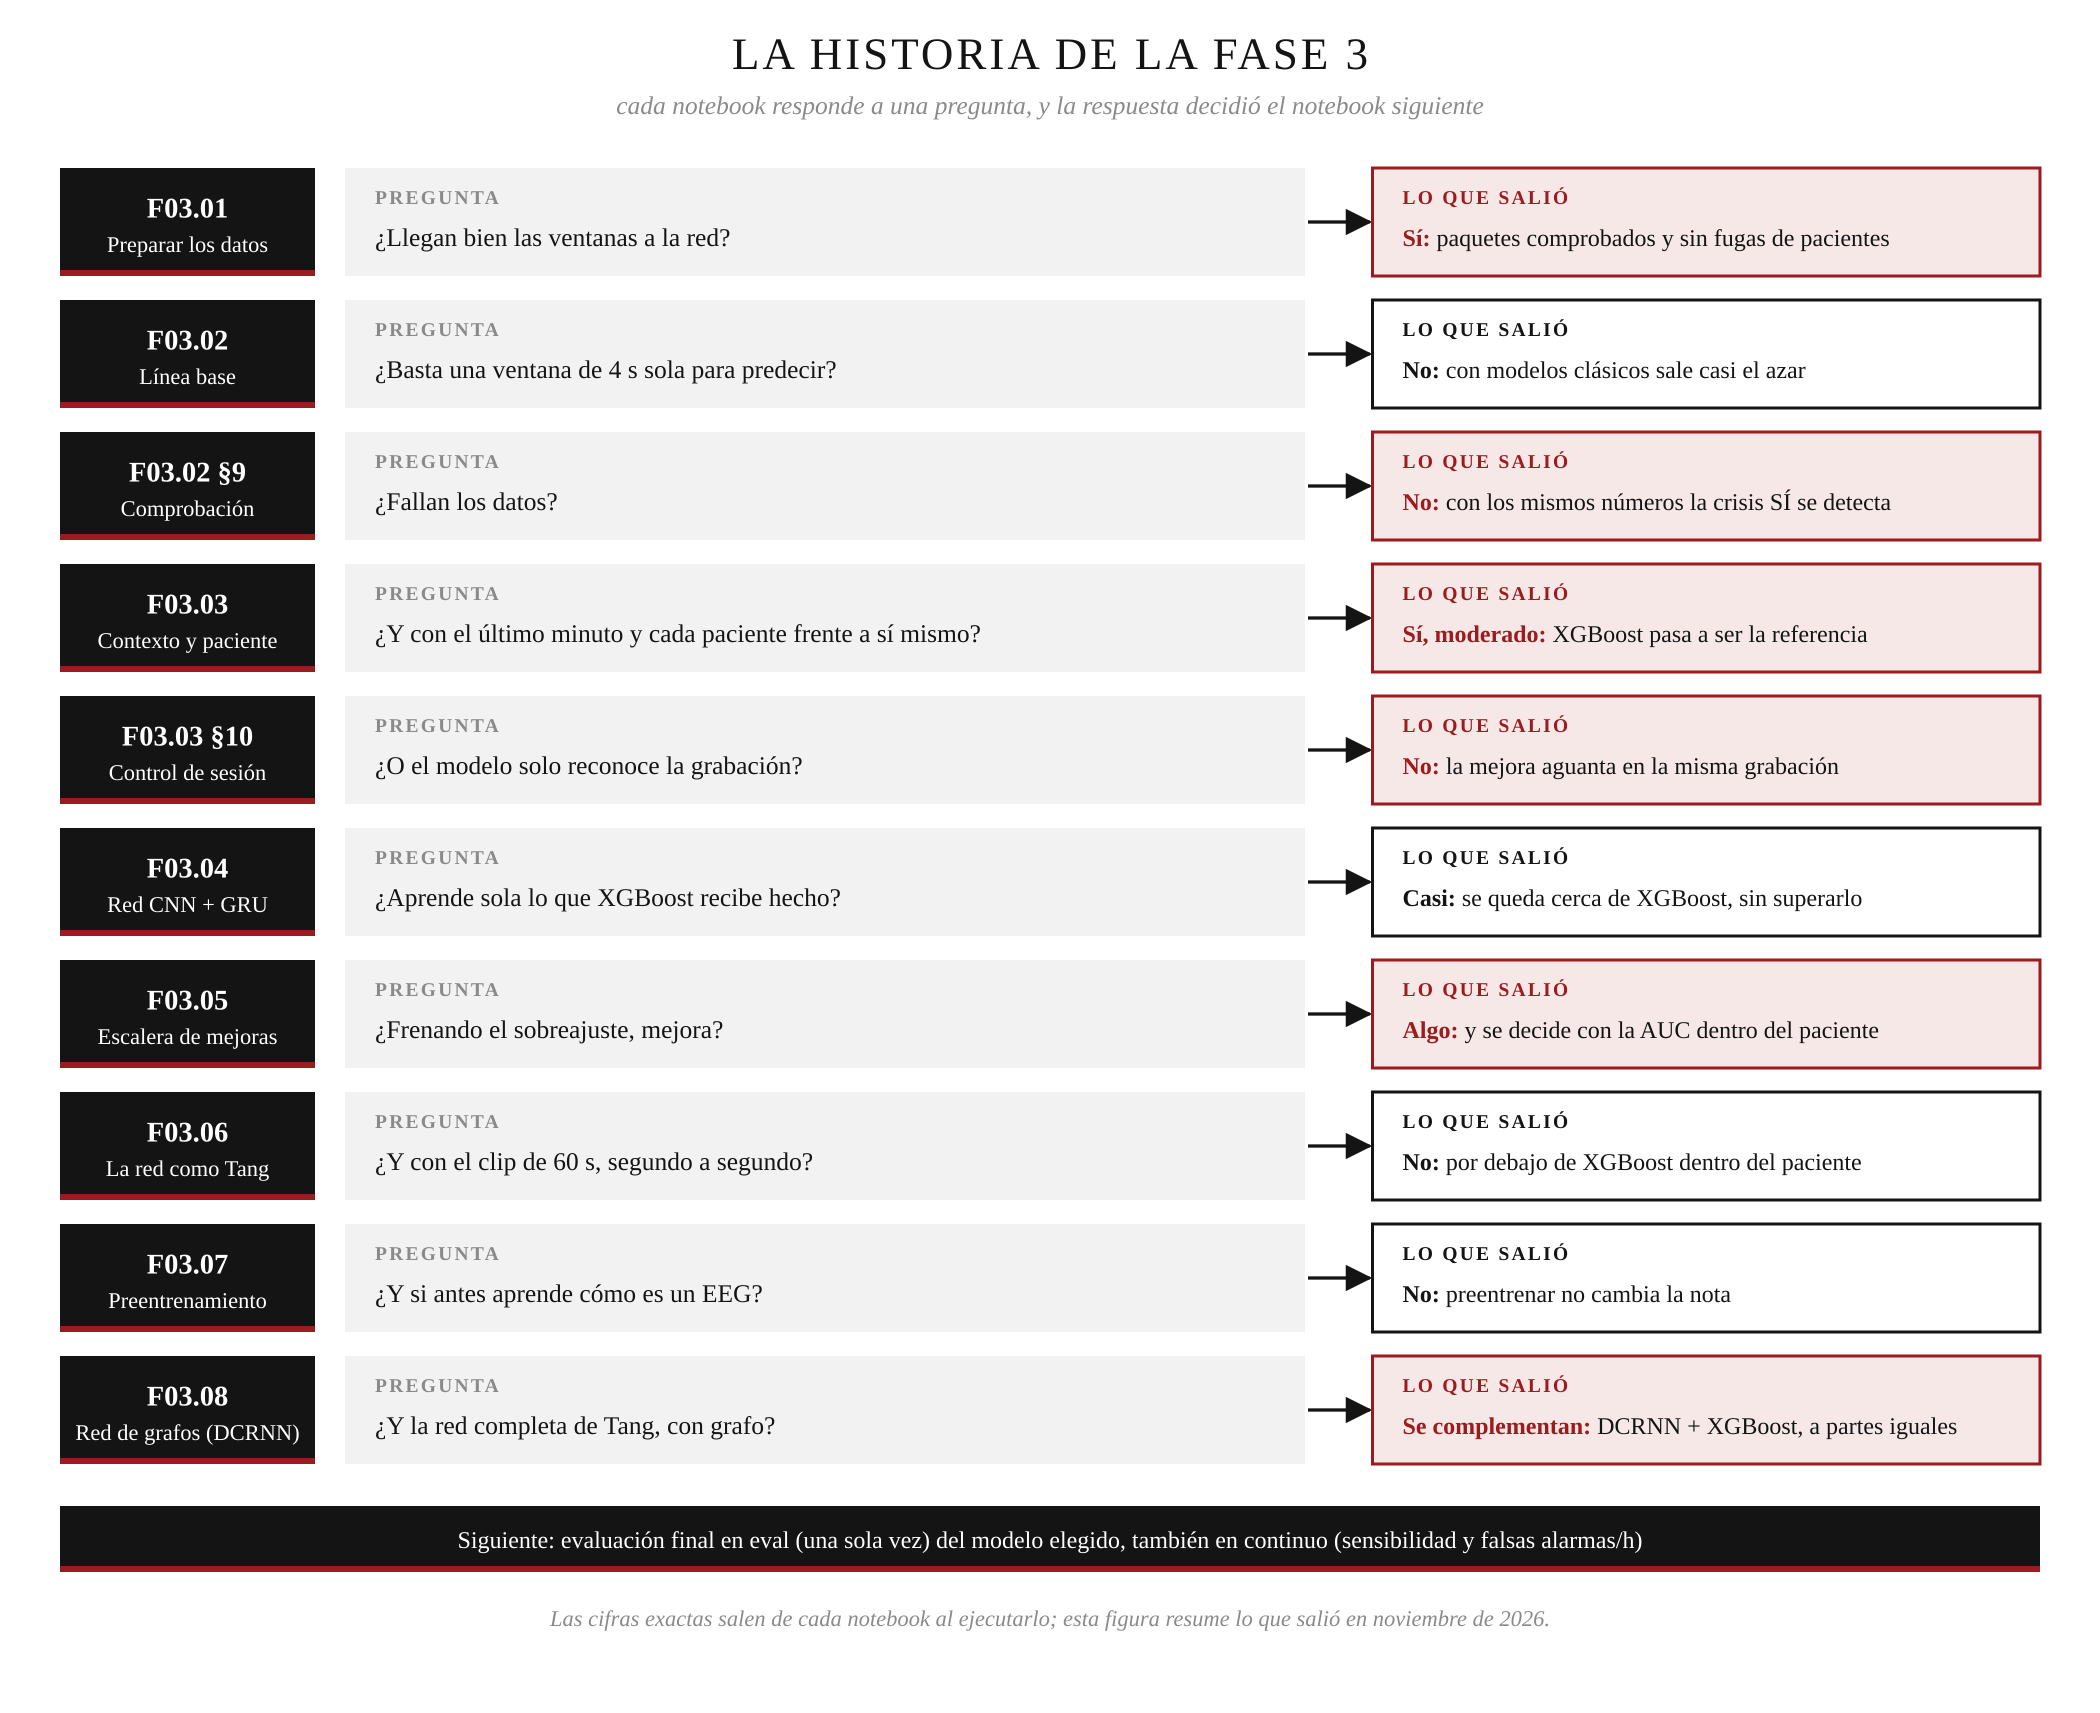 LA HISTORIA DE LA FASE 3
cada notebook responde a una pregunta, y la respuesta decidió el notebook siguiente
F03.01
Preparar los datos
PREGUNTA
¿Llegan bien las ventanas a la red?
LO QUE SALIÓ
Sí: paquetes comprobados y sin fugas de pacientes
F03.02
Línea base
PREGUNTA
¿Basta una ventana de 4 s sola para predecir?
LO QUE SALIÓ
No: con modelos clásicos sale casi el azar
F03.02 §9
Comprobación
PREGUNTA
¿Fallan los datos?
LO QUE SALIÓ
No: con los mismos números la crisis SÍ se detecta
F03.03
Contexto y paciente
PREGUNTA
¿Y con el último minuto y cada paciente frente a sí mismo?
LO QUE SALIÓ
Sí, moderado: XGBoost pasa a ser la referencia
F03.03 §10
Control de sesión
PREGUNTA
¿O el modelo solo reconoce la grabación?
LO QUE SALIÓ
No: la mejora aguanta en la misma grabación
F03.04
Red CNN + GRU
PREGUNTA
¿Aprende sola lo que XGBoost recibe hecho?
LO QUE SALIÓ
Casi: se queda cerca de XGBoost, sin superarlo
F03.05
Escalera de mejoras
PREGUNTA
¿Frenando el sobreajuste, mejora?
LO QUE SALIÓ
Algo: y se decide con la AUC dentro del paciente
F03.06
La red como Tang
PREGUNTA
¿Y con el clip de 60 s, segundo a segundo?
LO QUE SALIÓ
No: por debajo de XGBoost dentro del paciente
F03.07
Preentrenamiento
PREGUNTA
¿Y si antes aprende cómo es un EEG?
LO QUE SALIÓ
No: preentrenar no cambia la nota
F03.08
Red de grafos (DCRNN)
PREGUNTA
¿Y la red completa de Tang, con grafo?
LO QUE SALIÓ
Se complementan: DCRNN + XGBoost, a partes iguales
Siguiente: evaluación final en eval (una sola vez) del modelo elegido, también en continuo (sensibilidad y falsas alarmas/h)
Las cifras exactas salen de cada notebook al ejecutarlo; esta figura resume lo que salió en noviembre de 2026.